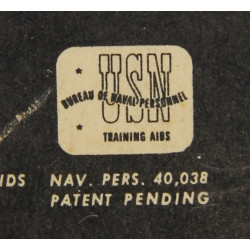 USN
BUREAU OF NAVAL PERSONNEL
TRAINING AIDS
IDS NAV. PERS. 40,038
PATENT PENDING